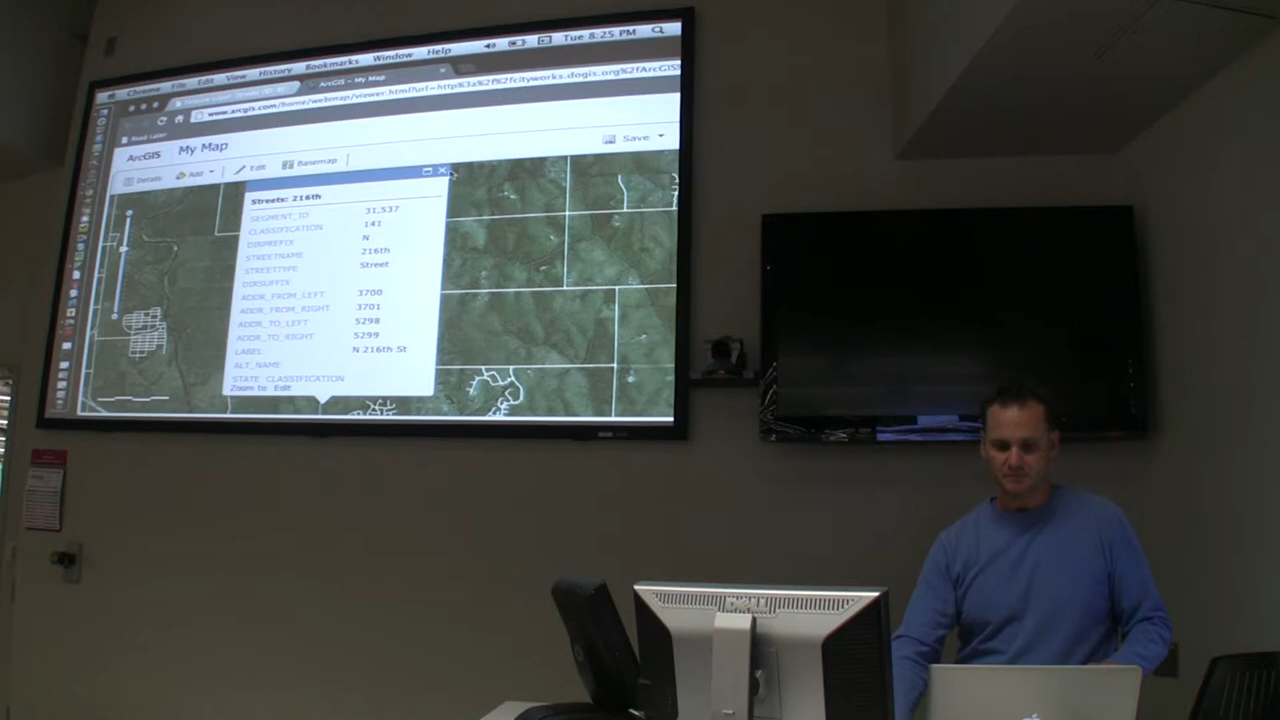 Chrome File Edit View History Bookmarks Window Help Tue 8:25 PM
ArcGIS - My Map
www.arcgis.com/home/webmap/viewer.html?url=http%3a%2f%2fcityworks.dogis.org%2fArcGIS%
Read Later
ArcGIS My Map Save
Details Add Edit Basemap
Streets: 216th
SEGMENT_ID 31,537
CLASSIFICATION 141
DIRPREFIX N
STREETNAME 216th
STREETTYPE Street
DIRSUFFIX
ADDR_FROM_LEFT 3700
ADDR_FROM_RIGHT 3701
ADDR_TO_LEFT 5298
ADDR_TO_RIGHT 5299
LABEL N 216th St
ALT_NAME
STATE_CLASSIFICATION
Zoom to Edit